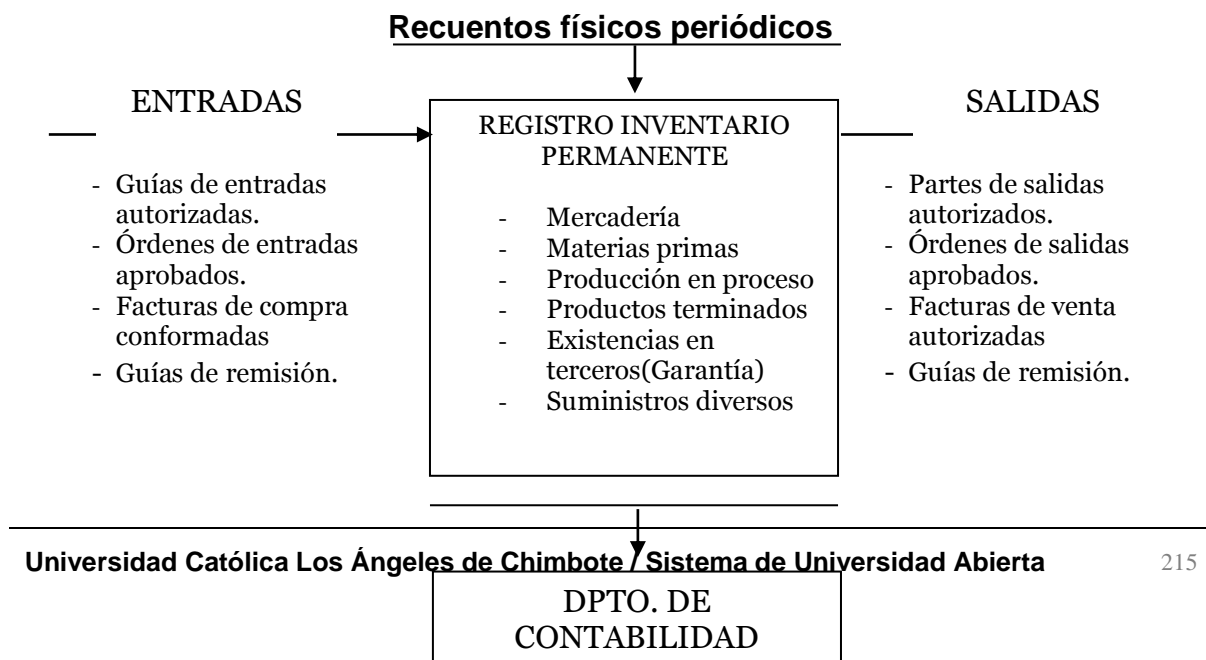 Recuentos físicos periódicos
ENTRADAS
- Guías de entradas
autorizadas.
- Órdenes de entradas
aprobados.
- Facturas de compra
conformadas
- Guías de remisión.
REGISTRO INVENTARIO
PERMANENTE
- Mercadería
- Materias primas
- Producción en proceso
- Productos terminados
- Existencias en
terceros(Garantía)
- Suministros diversos
SALIDAS
- Partes de salidas
autorizados.
- Órdenes de salidas
aprobados.
- Facturas de venta
autorizadas
- Guías de remisión.
Universidad Católica Los Ángeles de Chimbote / Sistema de Universidad Abierta 215
DPTO. DE
CONTABILIDAD